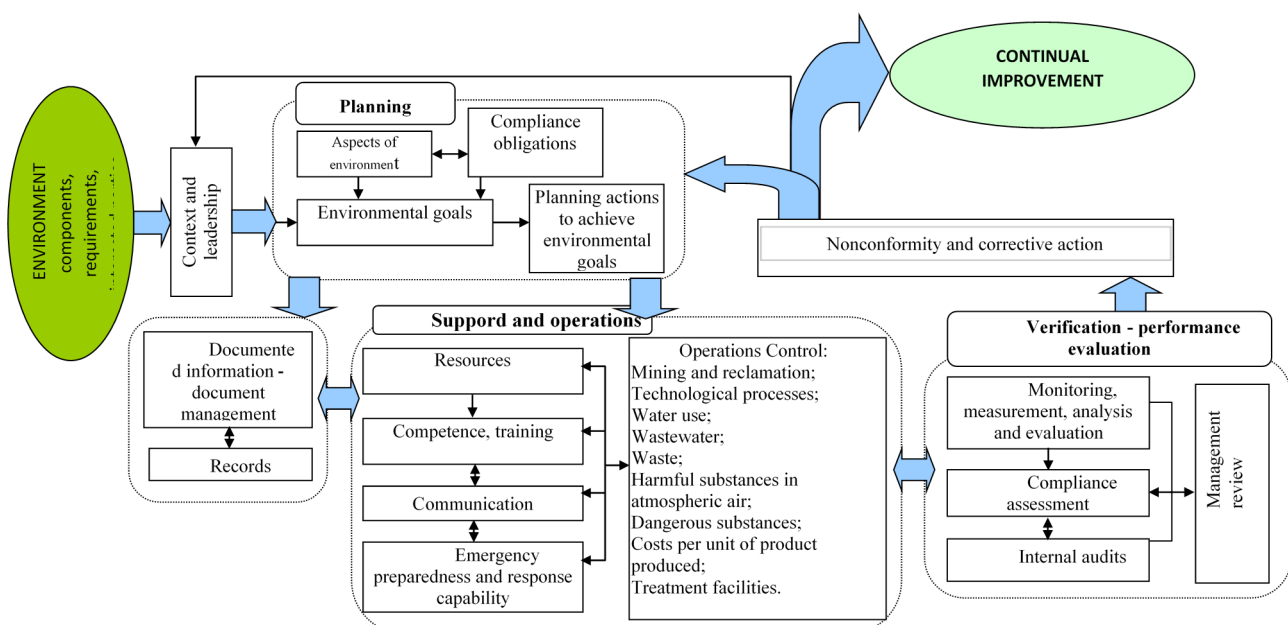 CONTINUAL
IMPROVEMENT
Planning
Aspects of
environment
Compliance
obligations
ENVIRONMENT
components,
requirements,
Context and
leadership
Environmental goals
Planning actions
to achieve
environmental
goals
Nonconformity and corrective action
Suppord and operations
Verification - performance
evaluation
Documente
d information -
document
management
Records
Resources
Competence, training
Communication
Emergency
preparedness and response
capability
Operations Control:
Mining and reclamation;
Technological processes;
Water use;
Wastewater;
Waste;
Harmful substances in
atmospheric air;
Dangerous substances;
Costs per unit of product
produced;
Treatment facilities.
Monitoring,
measurement, analysis
and evaluation
Compliance
assessment
Internal audits
Management
review